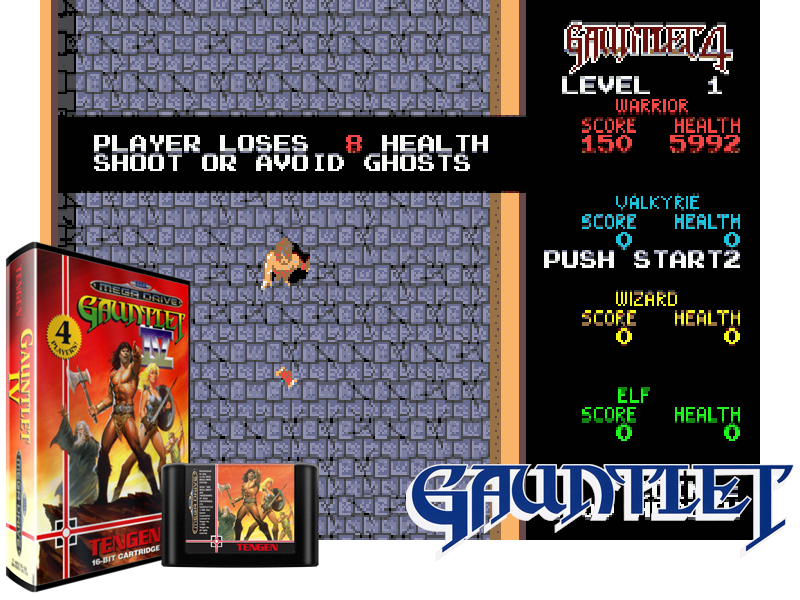 GAUNTLET 4
LEVEL 1
WARRIOR
SCORE HEALTH
150 5992
PLAYER LOSES 8 HEALTH
SHOOT OR AVOID GHOSTS
VALKYRIE
SCORE HEALTH
0 0
PUSH START2
WIZARD
SCORE HEALTH
0 0
ELF
SCORE HEALTH
0 0
TENGEN
GAUNTLET
IV
MEGA DRIVE
GAUNTLET
IV
4
PLAYERS
TENGEN
16-BIT CARTRIDGE
TENGEN
GAUNTLET